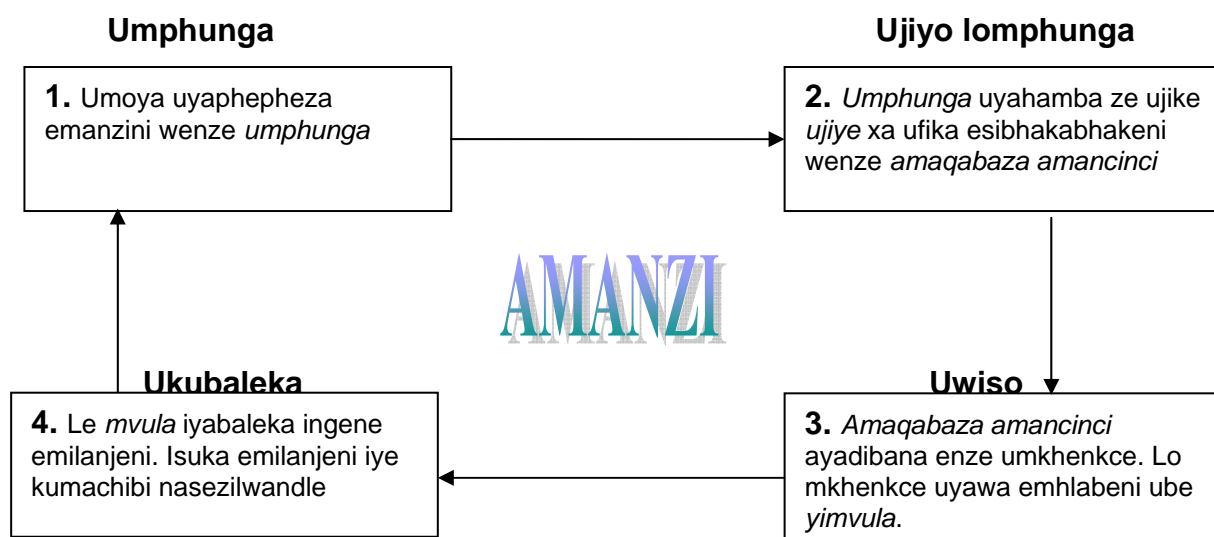 Umphunga
1. Umoya uyaphepheza
emanzini wenze umphunga
Ujiyo lomphunga
2. Umphunga uyahamba ze ujike
ujiye xa ufika esibhakabhakeni
wenze amaqabaza amancinci
AMANZI
Uwiso
3. Amaqabaza amancinci
ayadibana enze umkhenkce. Lo
mkhenkce uyawa emhlabeni ube
yimvula.
Ukubaleka
4. Le mvula iyabaleka ingene
emilanjeni. Isuka emilanjeni iye
kumachibi nasezilwandle